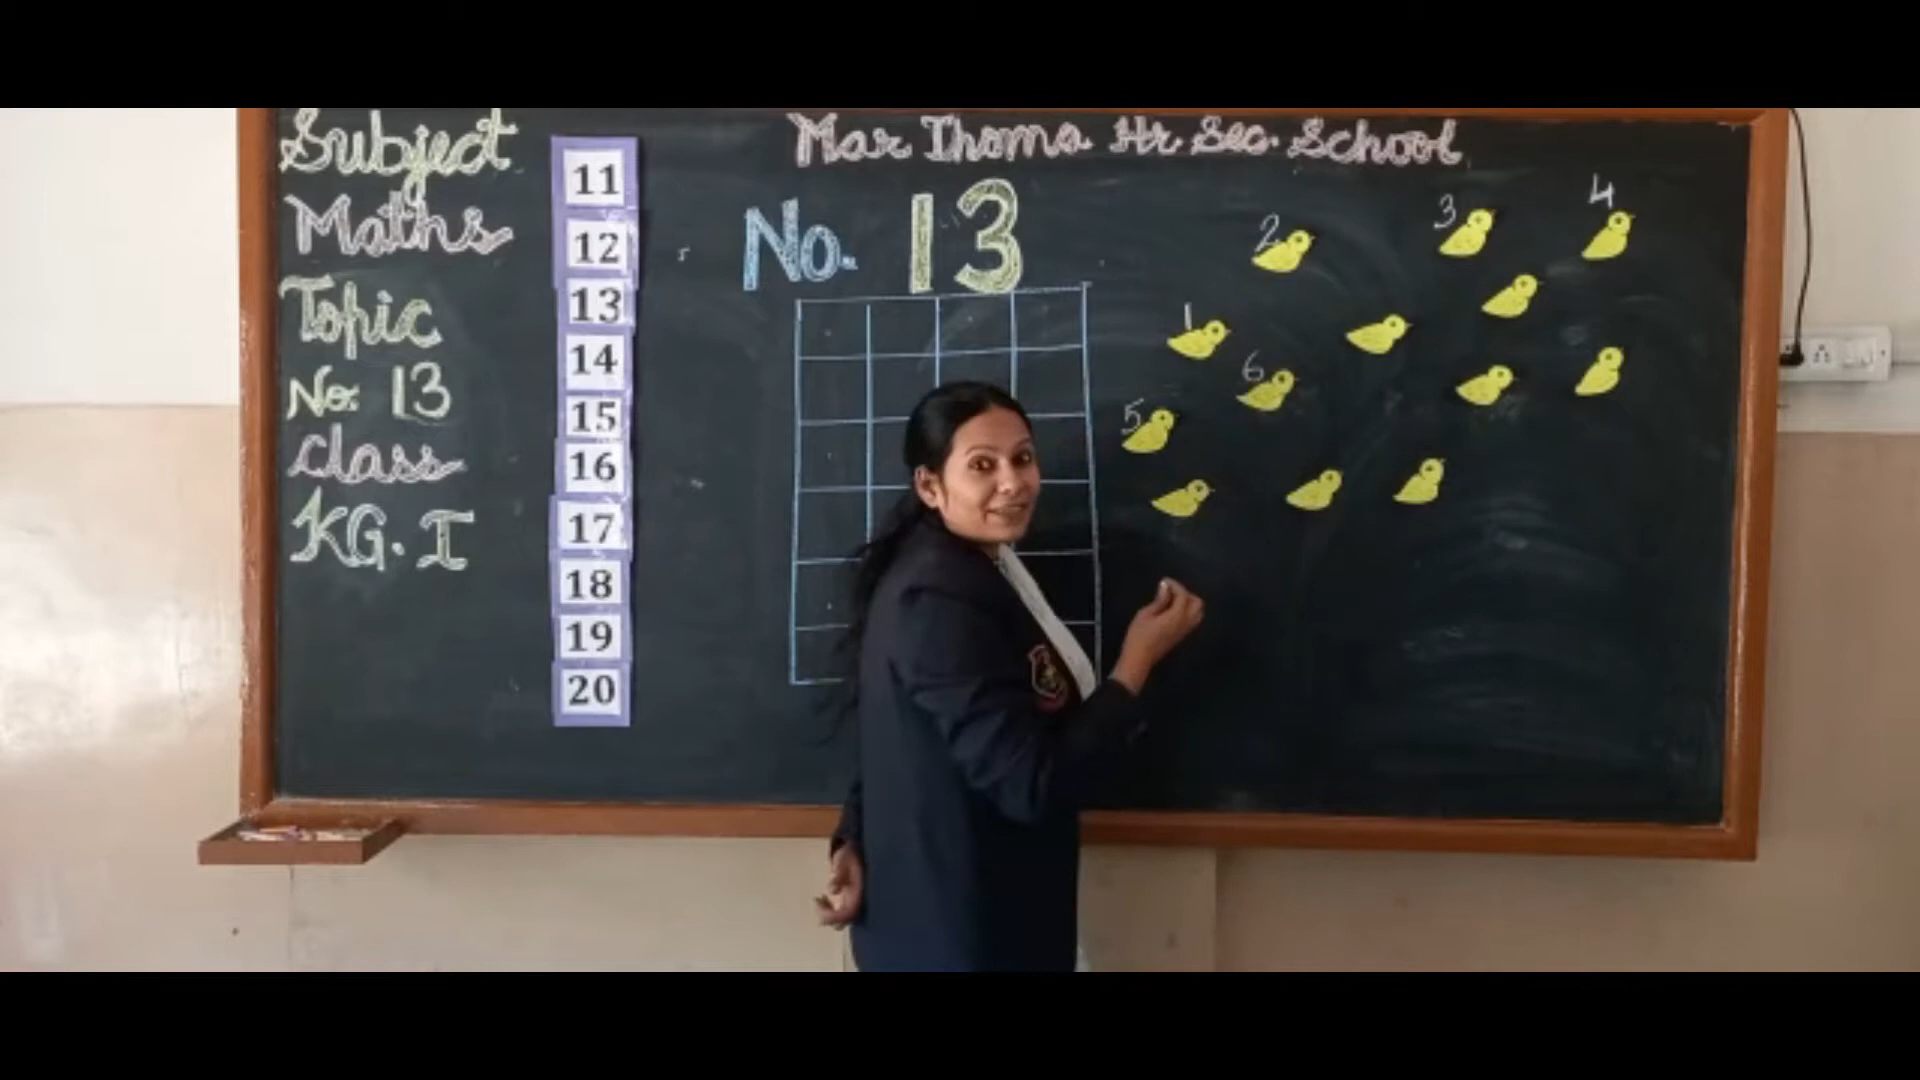 Subject
Maths
Topic
No: 13
class
KG. I
11
12
13
14
15
16
17
18
19
20
Mar Thoma Hr Sec. School
No. 13
2
3
4
1
6
5